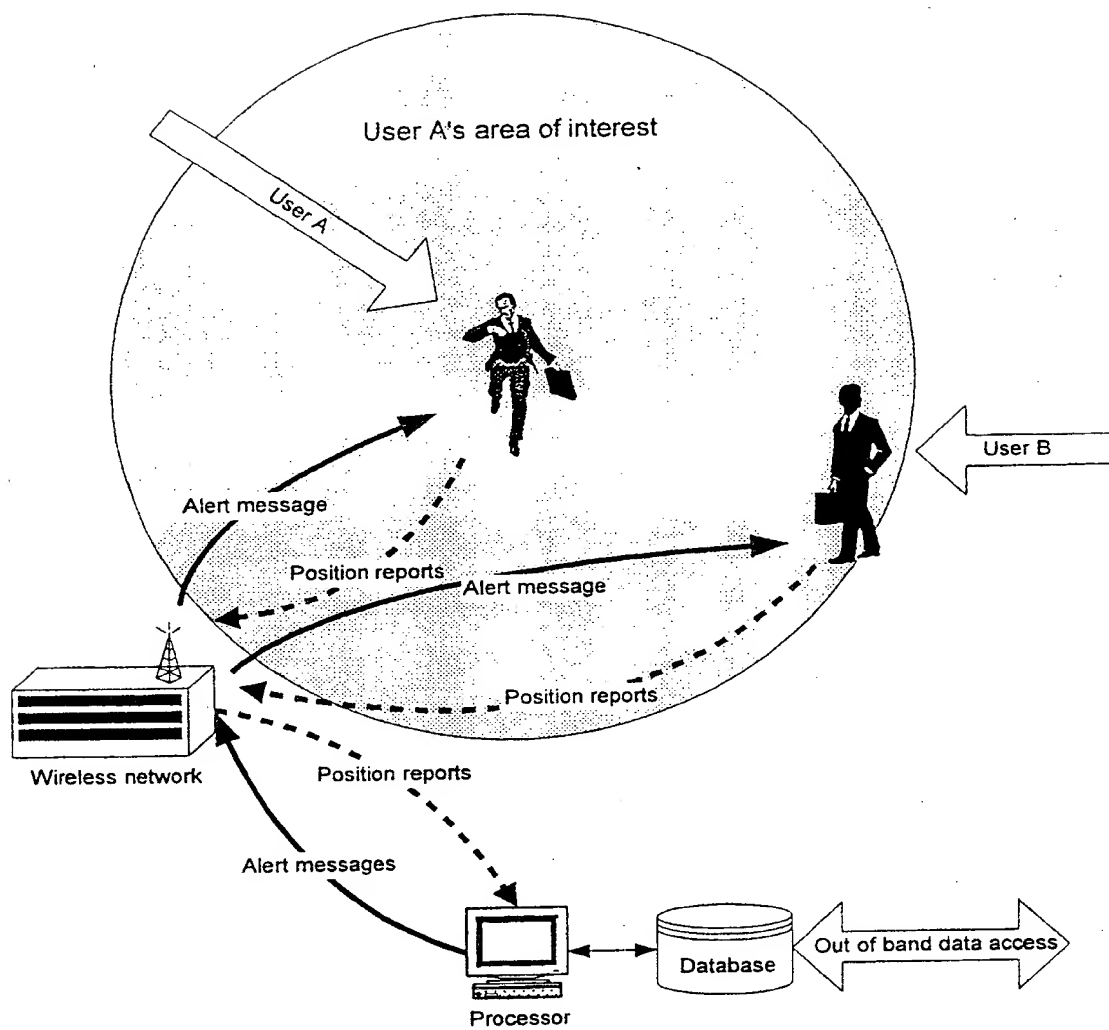 User A's area of interest
User A
User B
Alert message
Position reports
Alert message
Position reports
Wireless network
Position reports
Alert messages
Out of band data access
Database
Processor